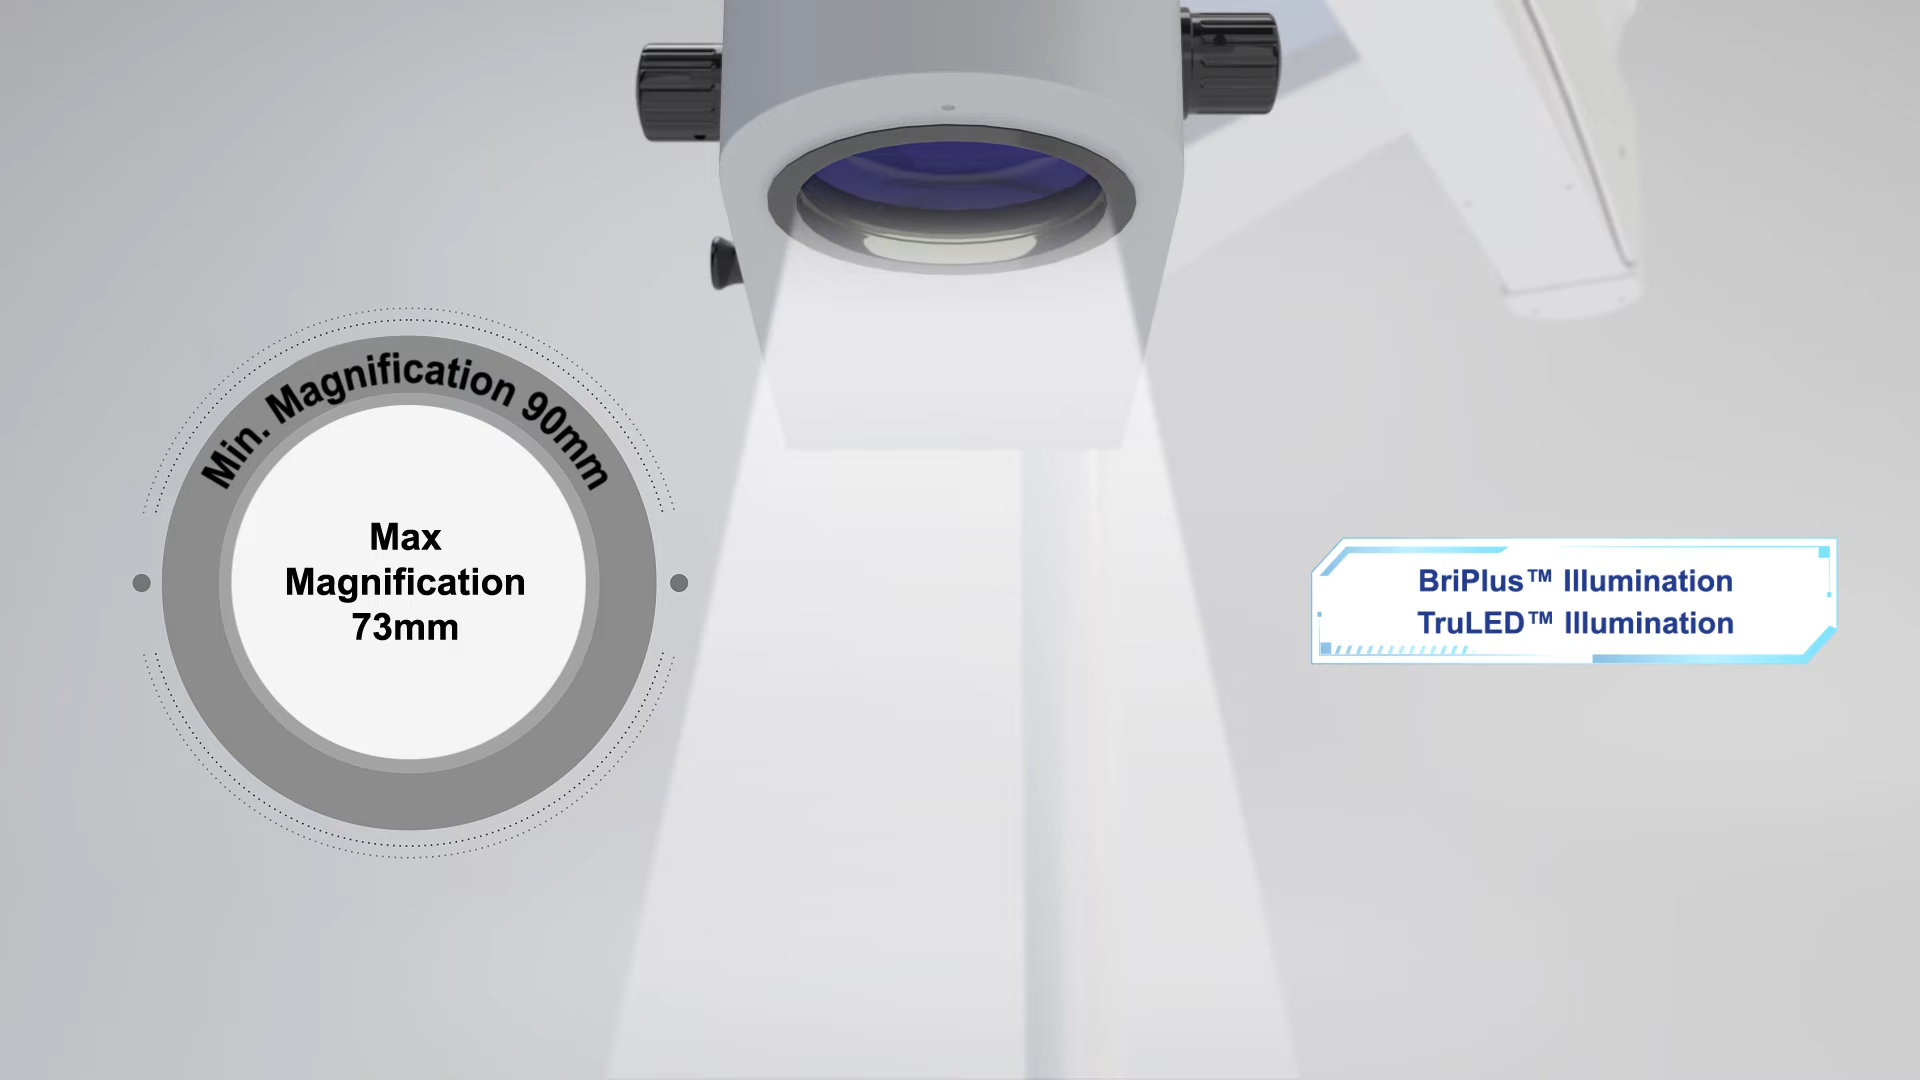 Min. Magnification 90mm
Max
Magnification
73mm
BriPlus™ Illumination
TruLED™ Illumination